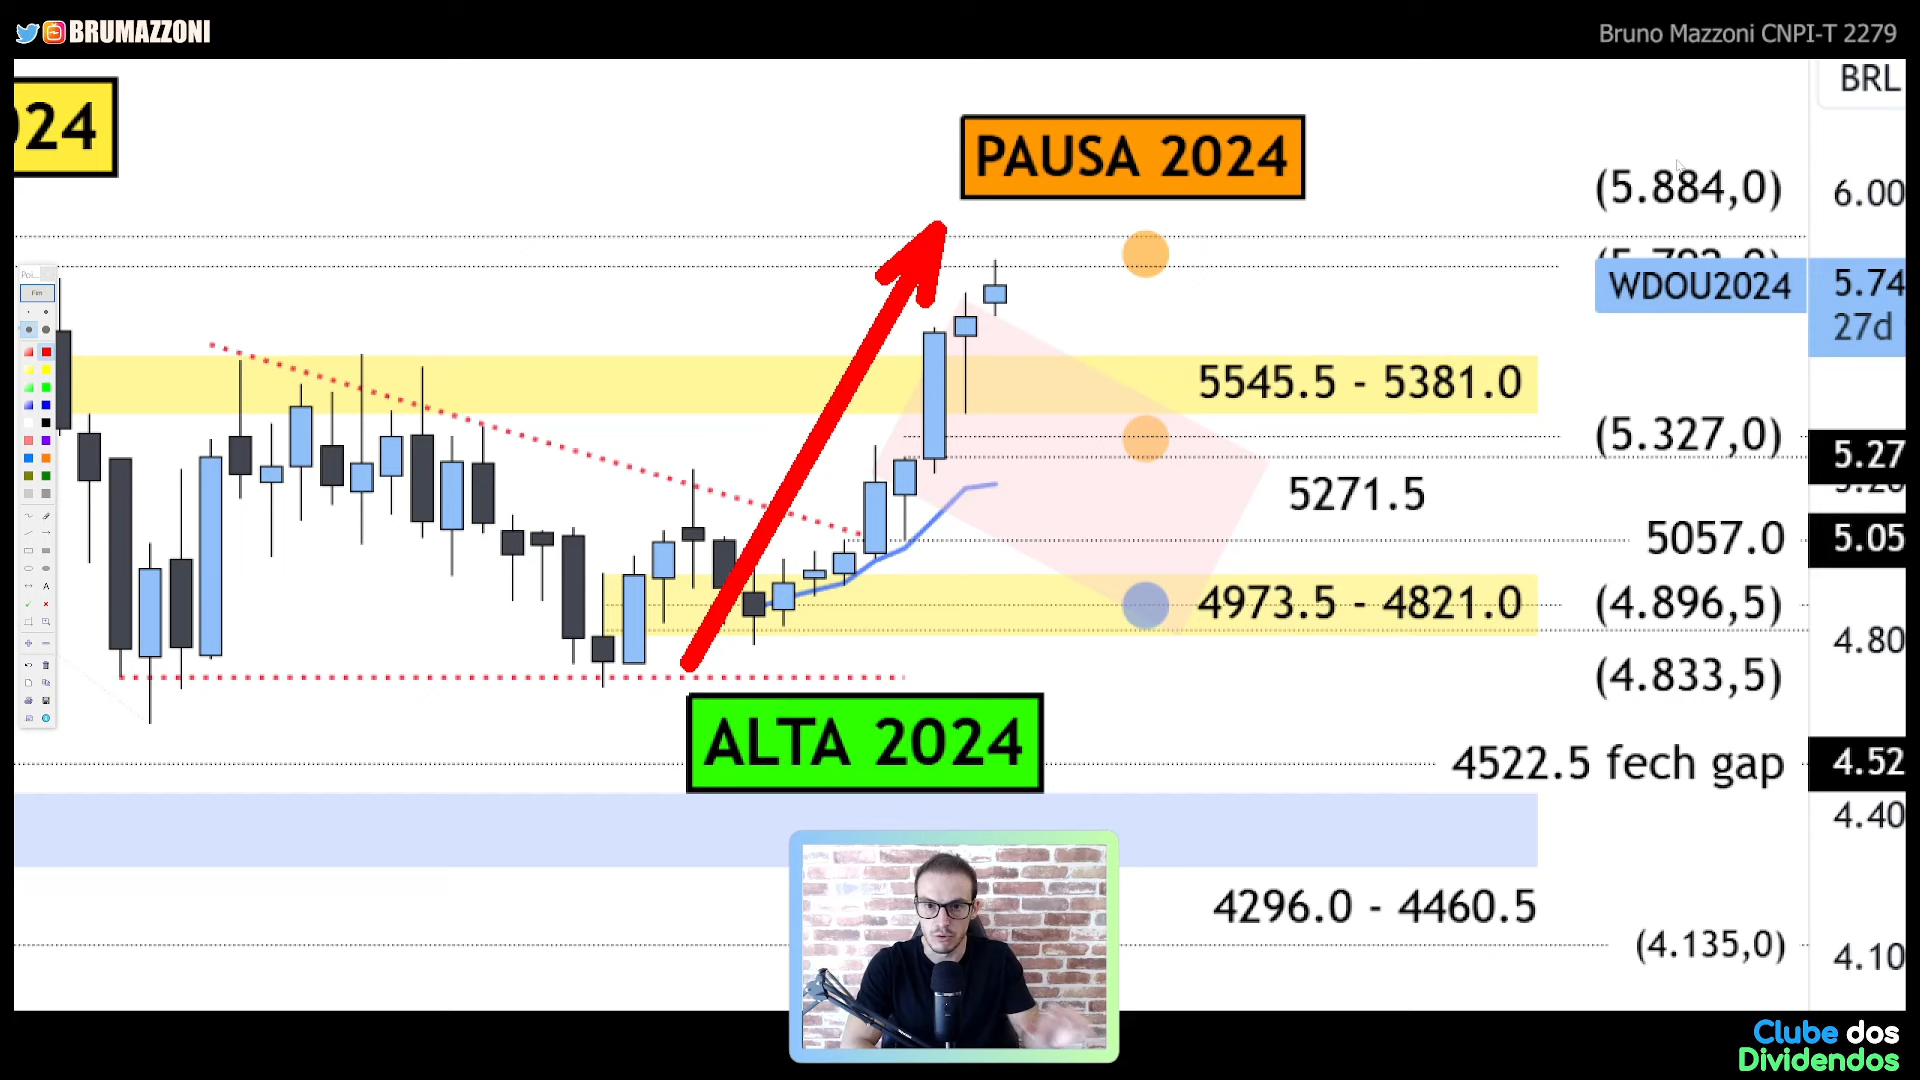 BRUMAZZONI
Bruno Mazzoni CNPI-T 2279
BRL
024
PAUSA 2024
(5.884,0)
6.00
WDOU2024
5.74
27d
5545.5 - 5381.0
(5.327,0)
5.27
5271.5
5057.0
5.05
4973.5 - 4821.0
(4.896,5)
4.80
(4.833,5)
ALTA 2024
4522.5 fech gap
4.52
4.40
4296.0 - 4460.5
(4.135,0)
4.10
Fim
A
Clube dos
Dividendos